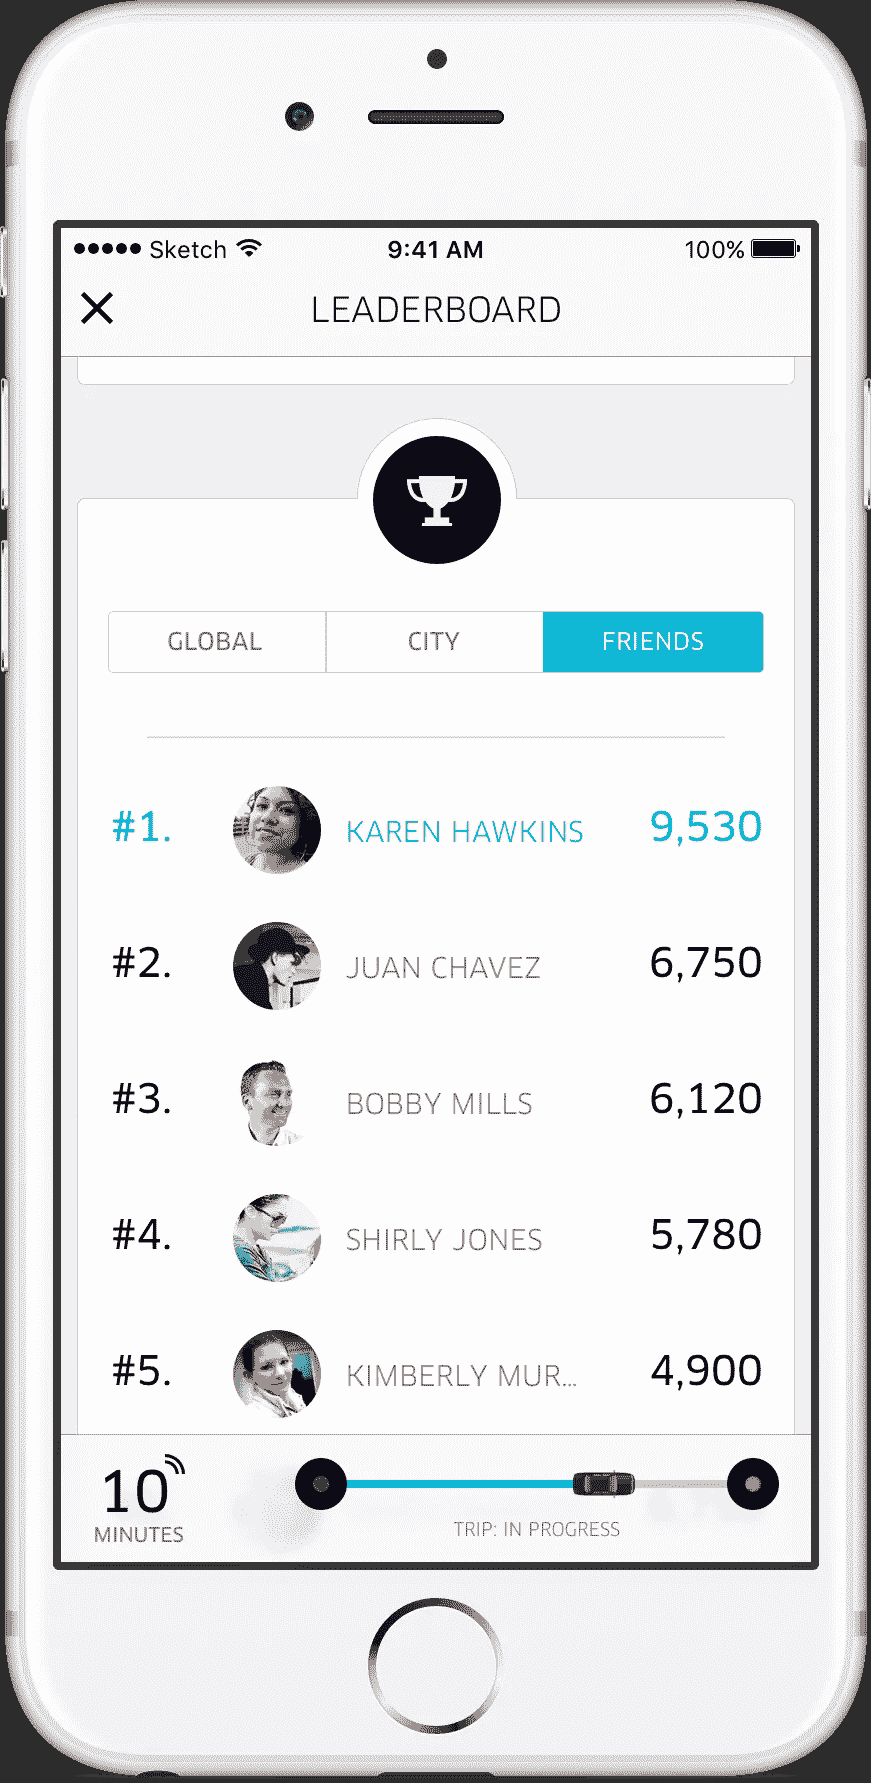 Sketch 9:41 AM 100%
LEADERBOARD
GLOBAL CITY FRIENDS
#1. KAREN HAWKINS 9,530
#2. JUAN CHAVEZ 6,750
#3. BOBBY MILLS 6,120
#4. SHIRLY JONES 5,780
#5. KIMBERLY MUR... 4,900
10
MINUTES
TRIP: IN PROGRESS